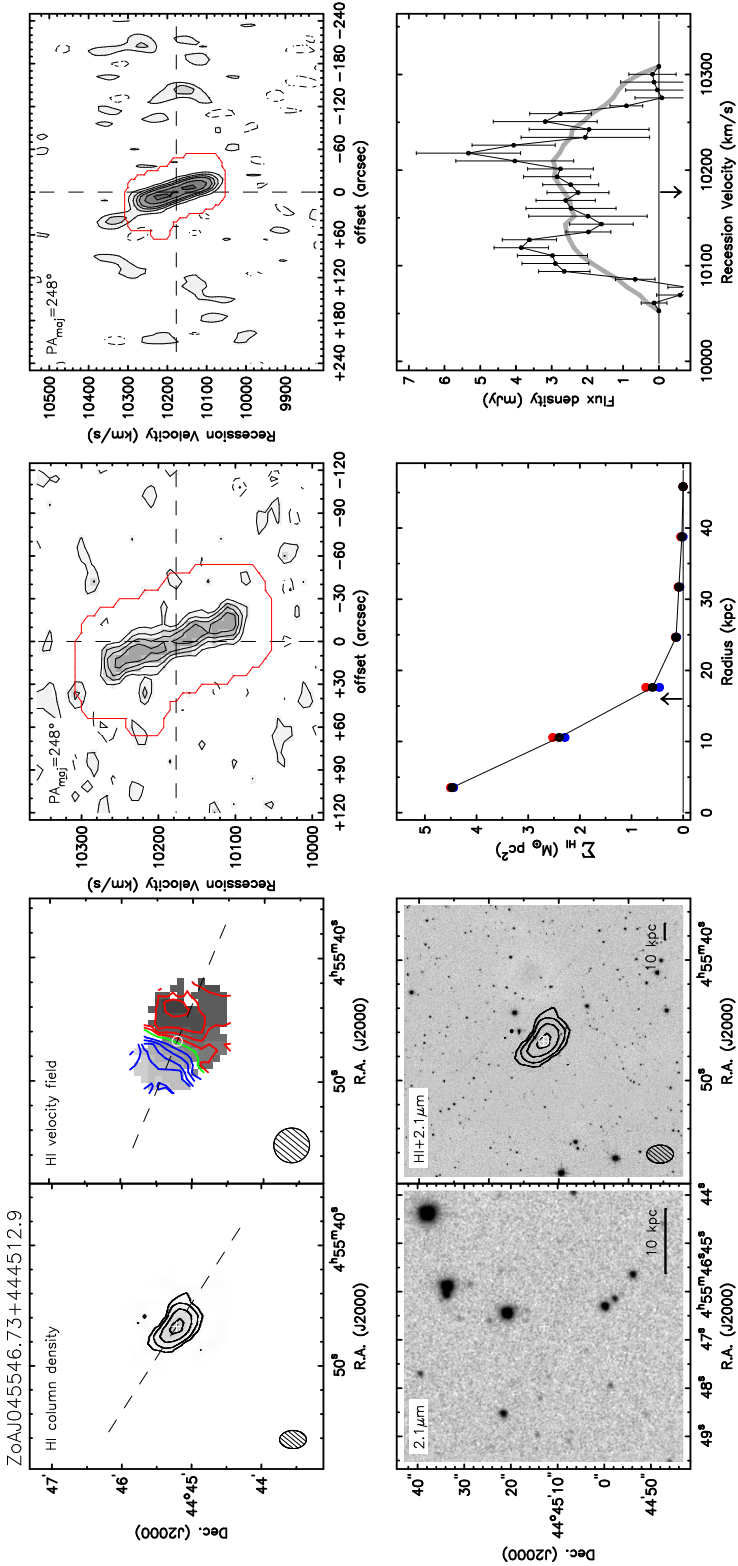 ZoAJ045546.73+444512.9
HI column density
47'
46'
44°45'
44'
Dec. (J2000)
50ˢ
4ʰ55ᵐ40ˢ
R.A. (J2000)
HI velocity field
50ˢ
4ʰ55ᵐ40ˢ
R.A. (J2000)
PAmaj=248°
10300
10200
10100
10000
Recession Velocity (km/s)
+120 +90 +60 +30 0 −30 −60 −90 −120
offset (arcsec)
PAmaj=248°
10500
10400
10300
10200
10100
10000
9900
Recession Velocity (km/s)
+240 +180 +120 +60 0 −60 −120 −180 −240
offset (arcsec)
2.1μm
40"
30"
20"
44°45'10"
0"
44'50"
Dec. (J2000)
10 kpc
49ˢ 48ˢ 47ˢ 4ʰ55ᵐ46ˢ 45ˢ 44ˢ
R.A. (J2000)
HI+2.1μm
10 kpc
50ˢ
4ʰ55ᵐ40ˢ
R.A. (J2000)
5
4
3
2
1
0
Σ HI (M⊙ pc²)
0 10 20 30 40
Radius (kpc)
7
6
5
4
3
2
1
0
Flux density (mJy)
10000 10100 10200 10300
Recession Velocity (km/s)